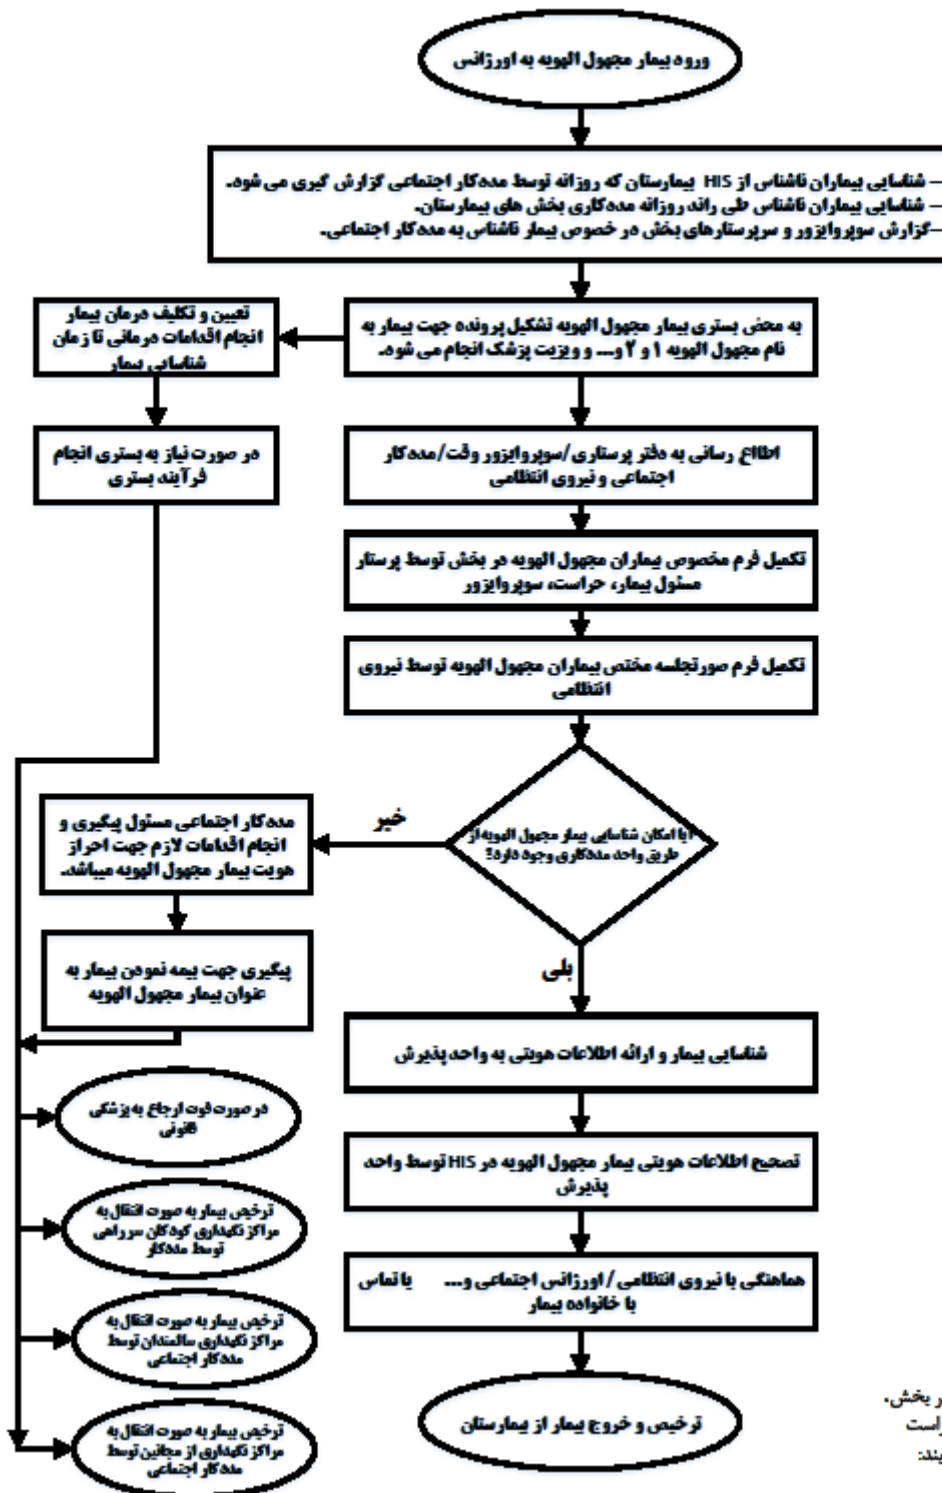 ورود بیمار مجهول الهویه به اورژانس
– شناسایی بیماران ناشناس از HIS بیمارستان که روزانه توسط مددکار اجتماعی گزارش گیری می شود.
– شناسایی بیماران ناشناس طی راند روزانه مددکاری بخش های بیمارستان.
–گزارش سوپروایزور و سرپرستارهای بخش در خصوص بیمار ناشناس به مددکار اجتماعی.
به محض بستری بیمار مجهول الهویه تشکیل پرونده جهت بیمار به
نام مجهول الهویه ۱ و ۲ و... و ویزیت پزشک انجام می شود.
تعیین و تکلیف درمان بیمار
انجام اقدامات درمانی تا زمان
شناسایی بیمار
در صورت نیاز به بستری انجام
فرآیند بستری
اطلاع رسانی به دفتر پرستاری/سوپروایزور وقت/مددکار
اجتماعی و نیروی انتظامی
تکمیل فرم مخصوص بیماران مجهول الهویه در بخش توسط پرستار
مسئول بیمار، حراست، سوپروایزور
تکمیل فرم صورتجلسه مختص بیماران مجهول الهویه توسط نیروی
انتظامی
ایا امکان شناسایی بیمار مجهول الهویه از
طریق واحد مددکاری وجود دارد؟
خیر
مددکار اجتماعی مسئول پیگیری و
انجام اقدامات لازم جهت احراز
هویت بیمار مجهول الهویه میباشد.
پیگیری جهت بیمه نمودن بیمار به
عنوان بیمار مجهول الهویه
بلی
شناسایی بیمار و ارائه اطلاعات هویتی به واحد پذیرش
تصحیح اطلاعات هویتی بیمار مجهول الهویه در HIS توسط واحد
پذیرش
هماهنگی با نیروی انتظامی / اورژانس اجتماعی و... یا تماس
با خانواده بیمار
ترخیص و خروج بیمار از بیمارستان
در صورت فوت ارجاع به پزشکی
قانونی
ترخیص بیمار به صورت انتقال به
مراکز نگهداری کودکان سر راهی
توسط مددکار
ترخیص بیمار به صورت انتقال به
مراکز نگهداری سالمندان توسط
مددکار اجتماعی
ترخیص بیمار به صورت انتقال به
مراکز نگهداری از مجانین توسط
مددکار اجتماعی
ر بخش.
راست
یند: